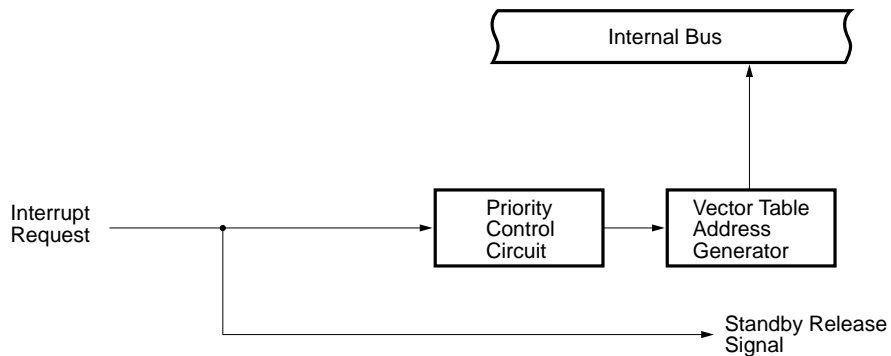 Internal Bus
Interrupt
Request
Priority
Control
Circuit
Vector Table
Address
Generator
Standby Release
Signal